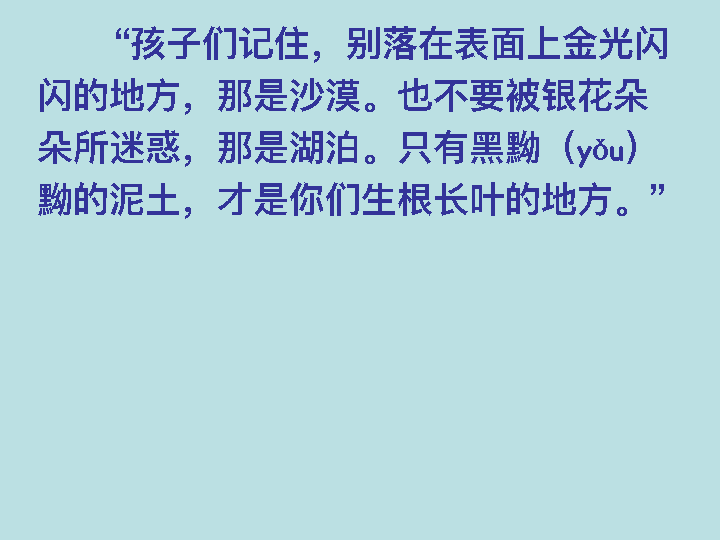 “孩子们记住，别落在表面上金光闪
闪的地方，那是沙漠。也不要被银花朵
朵所迷惑，那是湖泊。只有黑黝（yǒu）
黝的泥土，才是你们生根长叶的地方。”